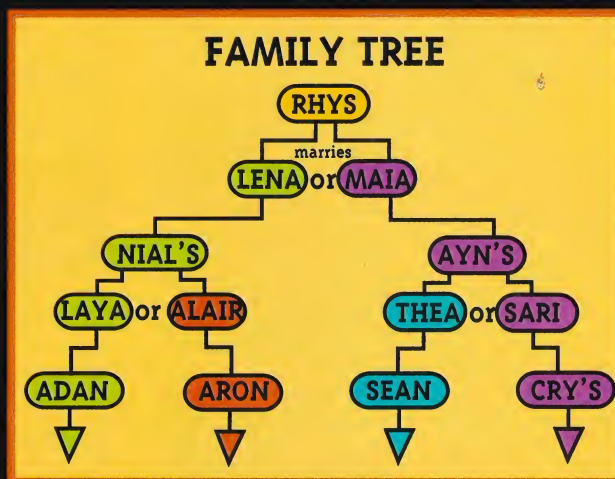 FAMILY TREE
RHYS
marries
LENA or MAIA
NIAL'S
AYN'S
LAYA or ALAIR
THEA or SARI
ADAN
ARON
SEAN
CRY'S